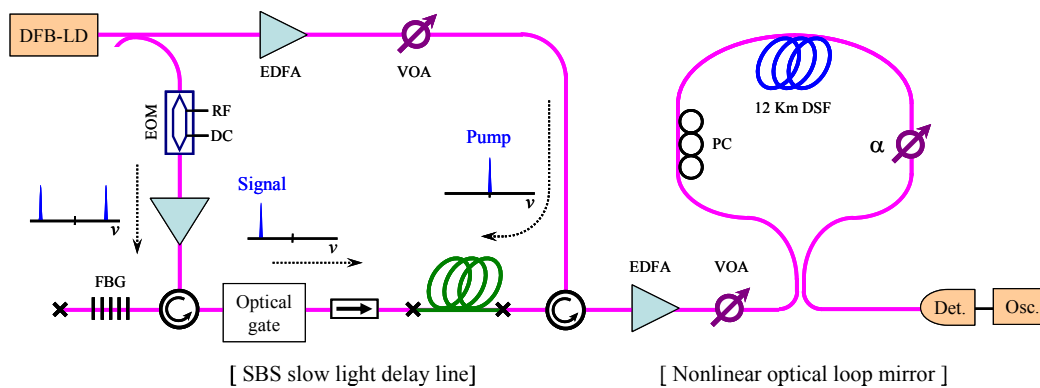 DFB-LD
EDFA
VOA
12 Km DSF
EOM
RF
DC
PC
α
Pump
Signal
ν
ν
ν
FBG
Optical
gate
EDFA
VOA
Det.
Osc.
[ SBS slow light delay line]
[ Nonlinear optical loop mirror ]